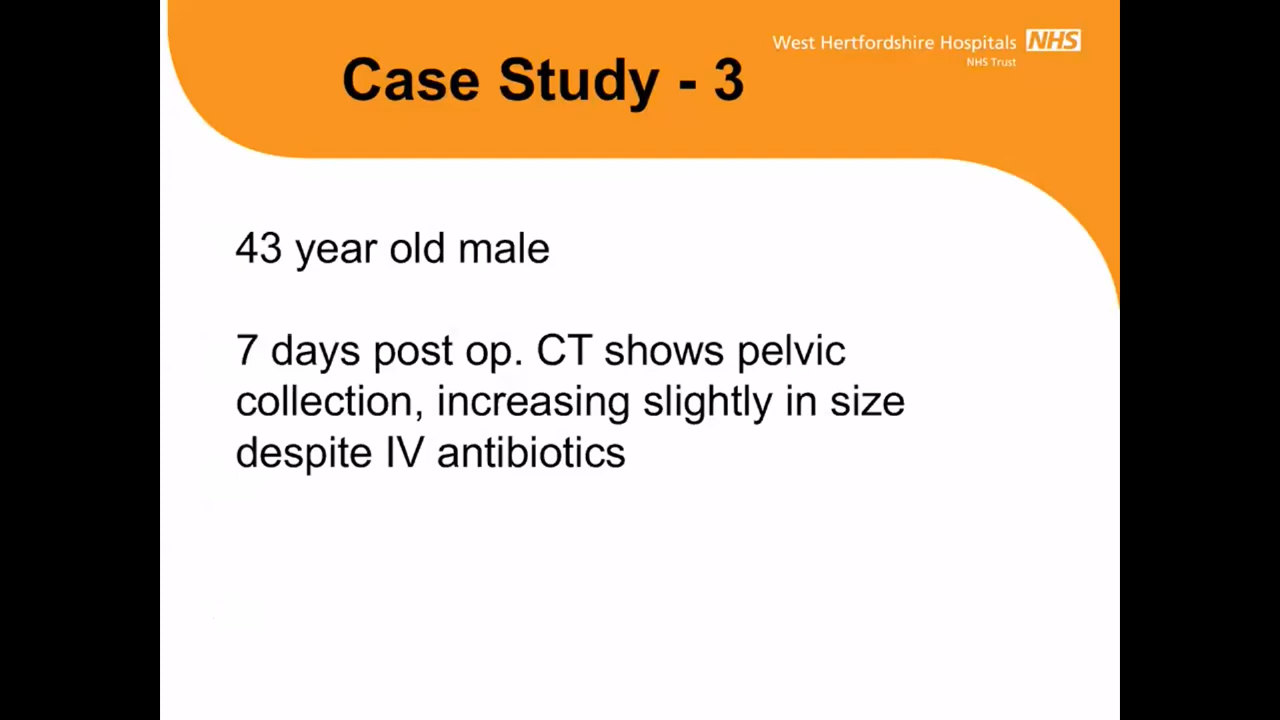 West Hertfordshire Hospitals NHS
NHS Trust
Case Study - 3
43 year old male
7 days post op. CT shows pelvic
collection, increasing slightly in size
despite IV antibiotics